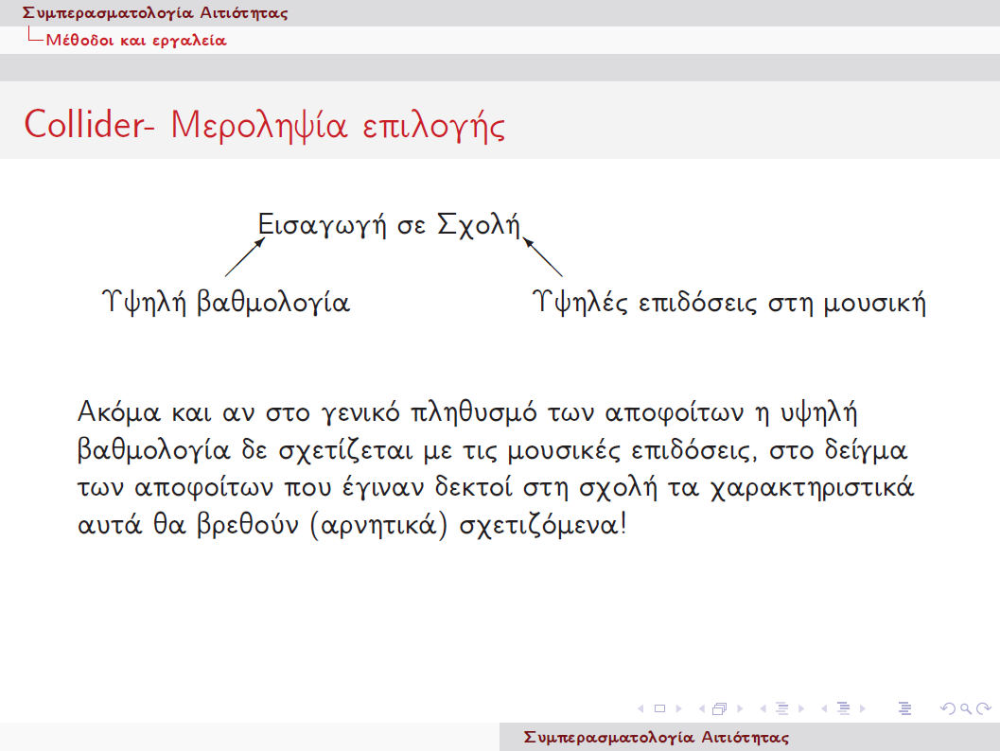 Συμπερασματολογία Αιτιότητας
Μέθοδοι και εργαλεία
Collider- Μεροληψία επιλογής
Εισαγωγή σε Σχολή
Υψηλή βαθμολογία
Υψηλές επιδόσεις στη μουσική
Ακόμα και αν στο γενικό πληθυσμό των αποφοίτων η υψηλή
βαθμολογία δε σχετίζεται με τις μουσικές επιδόσεις, στο δείγμα
των αποφοίτων που έγιναν δεκτοί στη σχολή τα χαρακτηριστικά
αυτά θα βρεθούν (αρνητικά) σχετιζόμενα!
Συμπερασματολογία Αιτιότητας